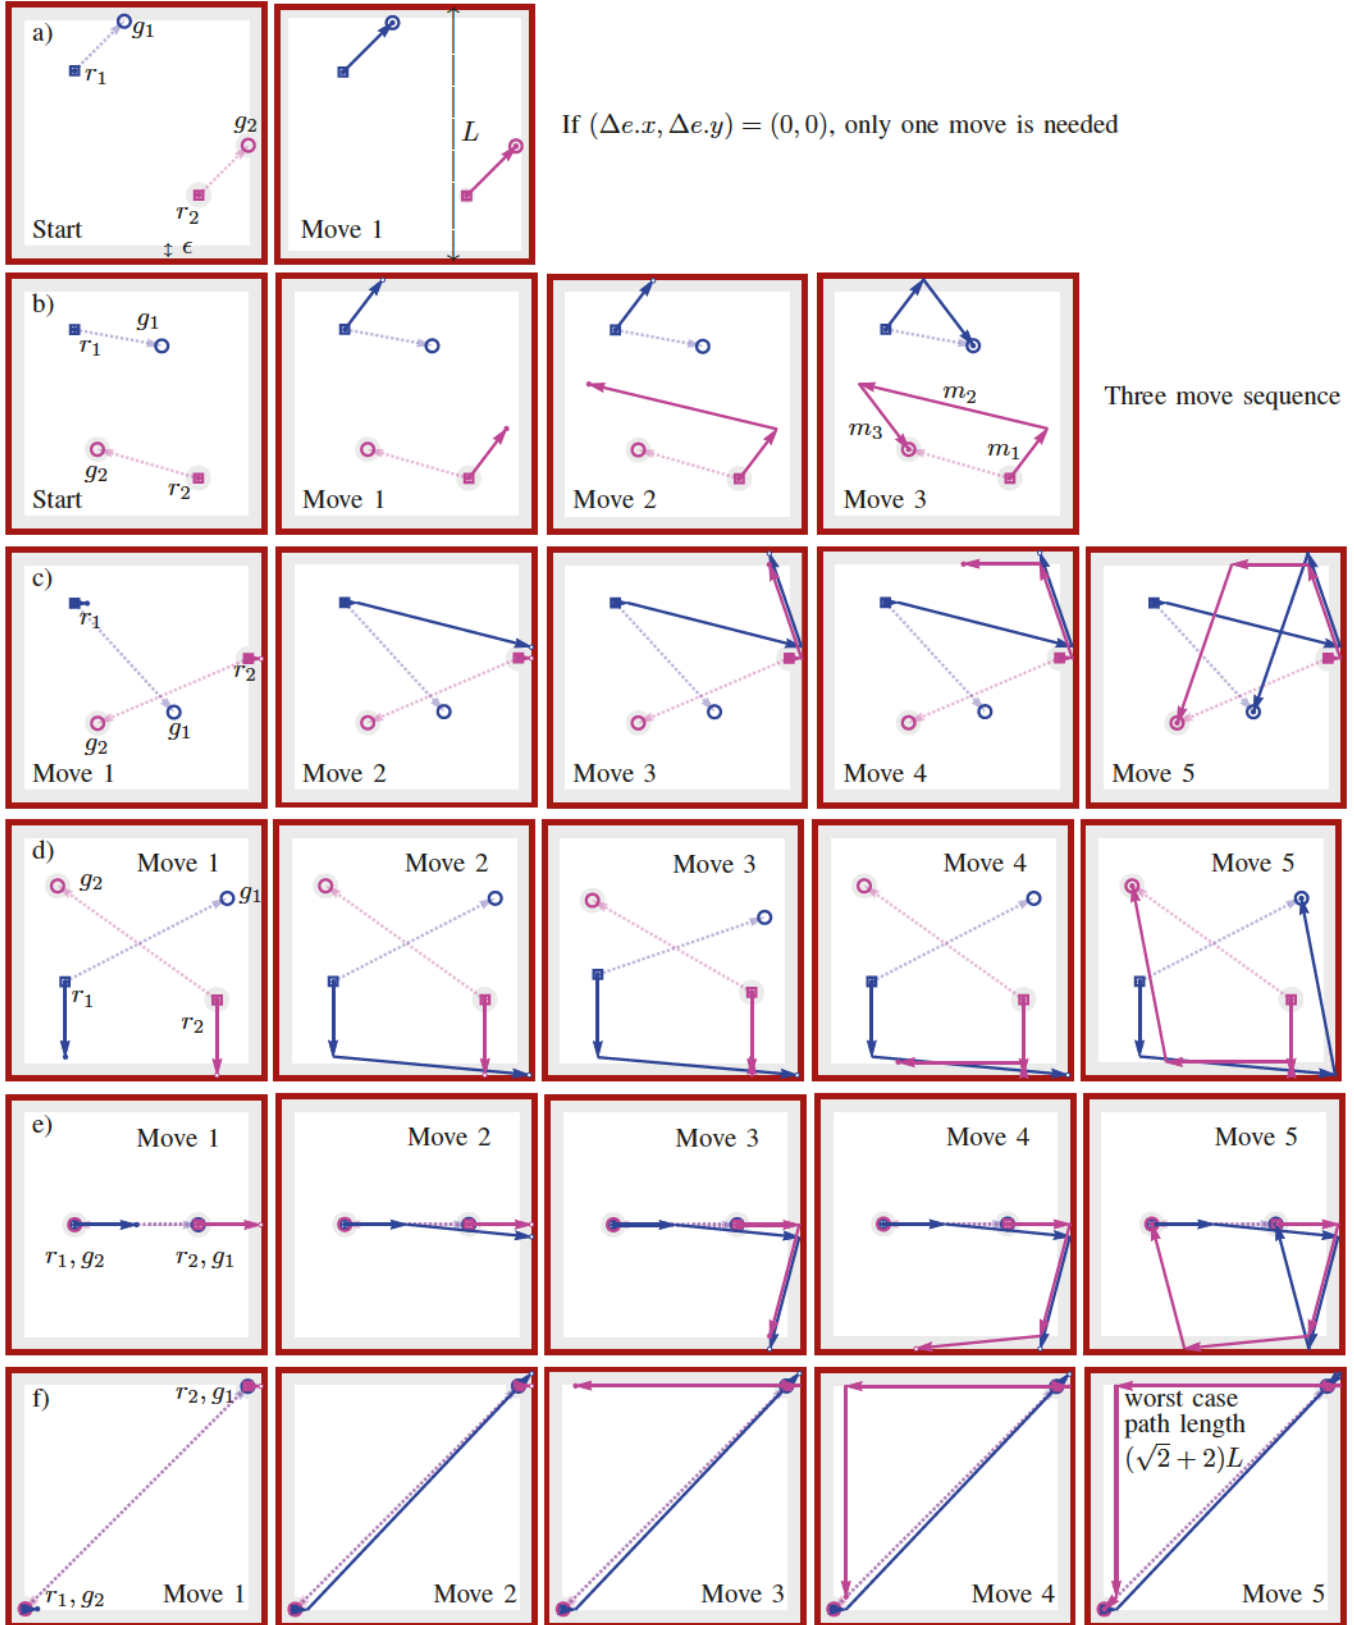 a)
g₁
r₁
g₂
r₂
Start
ϵ
L
Move 1
If (Δe.x, Δe.y) = (0, 0), only one move is needed
b)
g₁
r₁
g₂
r₂
Start
Move 1
Move 2
m₂
m₃
m₁
Move 3
Three move sequence
c)
r₁
r₂
g₁
g₂
Move 1
Move 2
Move 3
Move 4
Move 5
d)
Move 1
g₂
g₁
r₁
r₂
Move 2
Move 3
Move 4
Move 5
e)
Move 1
r₁, g₂
r₂, g₁
Move 2
Move 3
Move 4
Move 5
f)
r₂, g₁
r₁, g₂
Move 1
Move 2
Move 3
Move 4
worst case
path length
(√2 + 2)L
Move 5